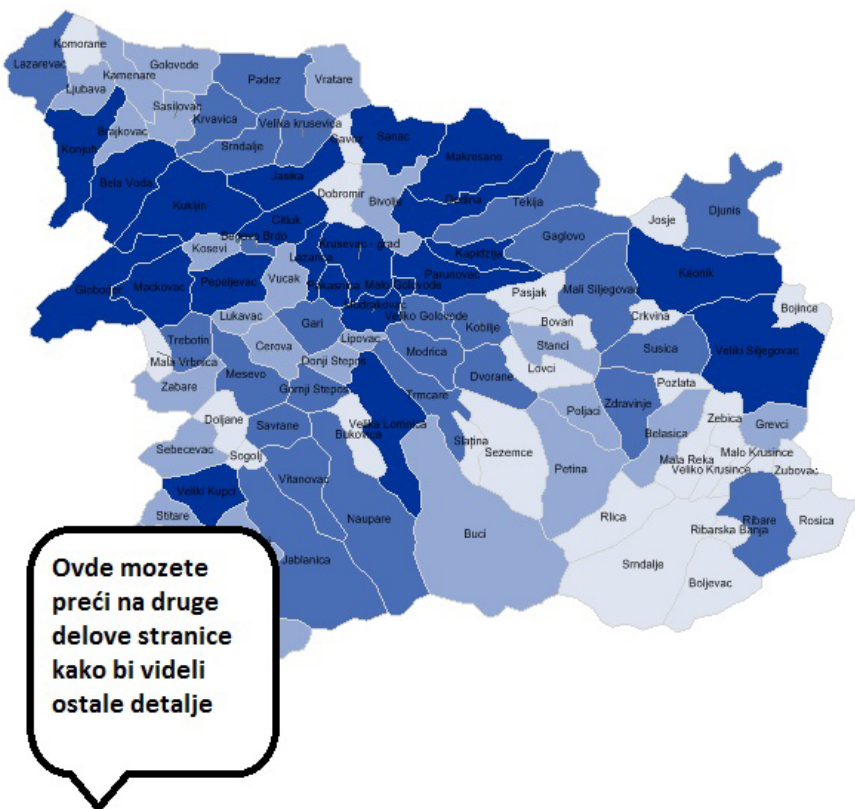 Komorane
Lazarevac
Golovode
Kamenare
Ljubava
Padez
Vratare
Sasilovac
Krvavica
Velika krusevica
Brajkovac
Srndalje
Gavez
Sanac
Konjuh
Makresane
Bela Voda
Jasika
Dobromir
Bivolje
Dedina
Tekija
Kukljin
Josje
Djunis
Citluk
Begovo Brdo
Kosevi
Lazarica
Krusevac - grad
Kapidzija
Gaglovo
Globoder
Mackovac
Pepeljevac
Vucak
Pakasnica
Malo Golovode
Parunovac
Kaonik
Pasjak
Mali Siljegovac
Bojince
Mudrakovac
Veliko Golovode
Lukavac
Gari
Kobilje
Bovan
Crkvina
Trebotin
Cerova
Lipovac
Modrica
Stanci
Susica
Veliki Siljegovac
Mala Vrbnica
Donji Stepos
Lovci
Zabare
Mesevo
Gornji Stepos
Trmcare
Dvorane
Pozlata
Zdravinje
Doljane
Savrane
Bukovica
Velika Lomnica
Poljaci
Zebica
Grevci
Belasica
Sebecevac
Sogolj
Slatina
Sezemce
Mala Reka
Malo Krusince
Veliko Krusince
Zubovac
Petina
Vitanovac
Veliki Kupci
Stitare
Naupare
Rlica
Ribare
Rosica
Ribarska Banja
Buci
Jablanica
Srndalje
Boljevac
Ovde mozete
preći na druge
delove stranice
kako bi videli
ostale detalje